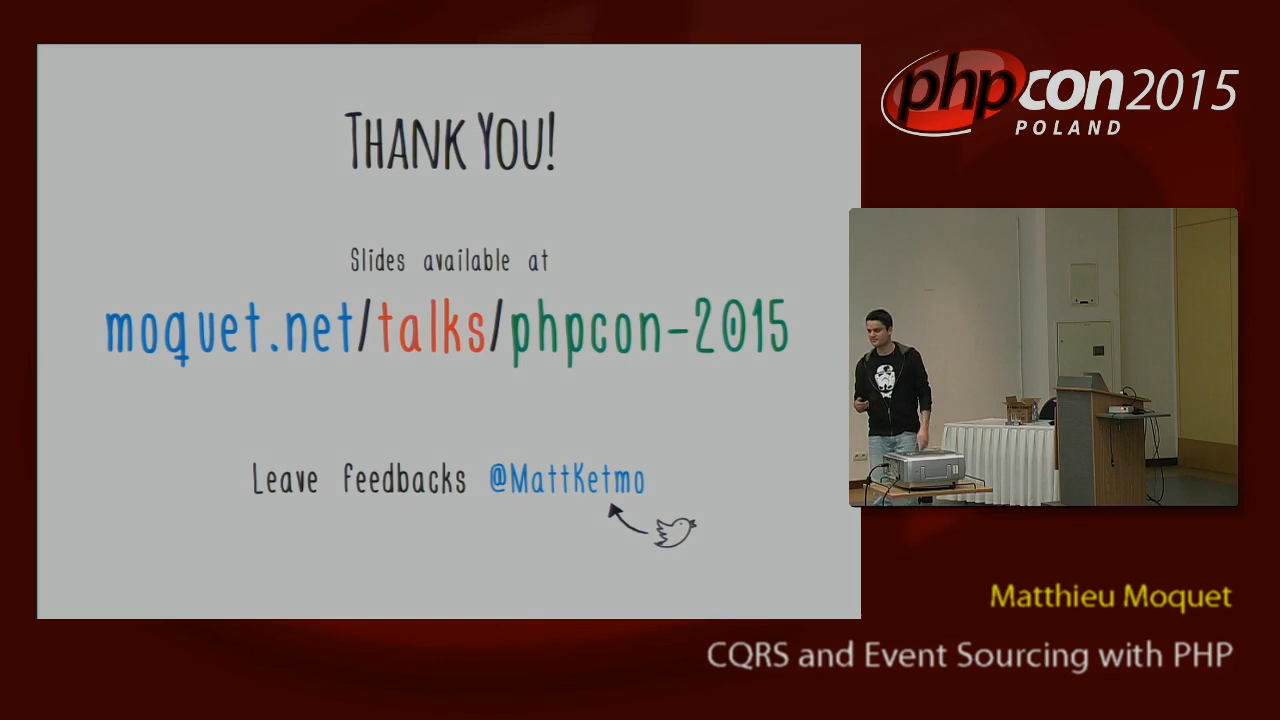 THANK YOU!
Slides available at
moquet.net/talks/phpcon-2015
Leave feedbacks @MattKetmo
phpcon2015
POLAND
Matthieu Moquet
CQRS and Event Sourcing with PHP